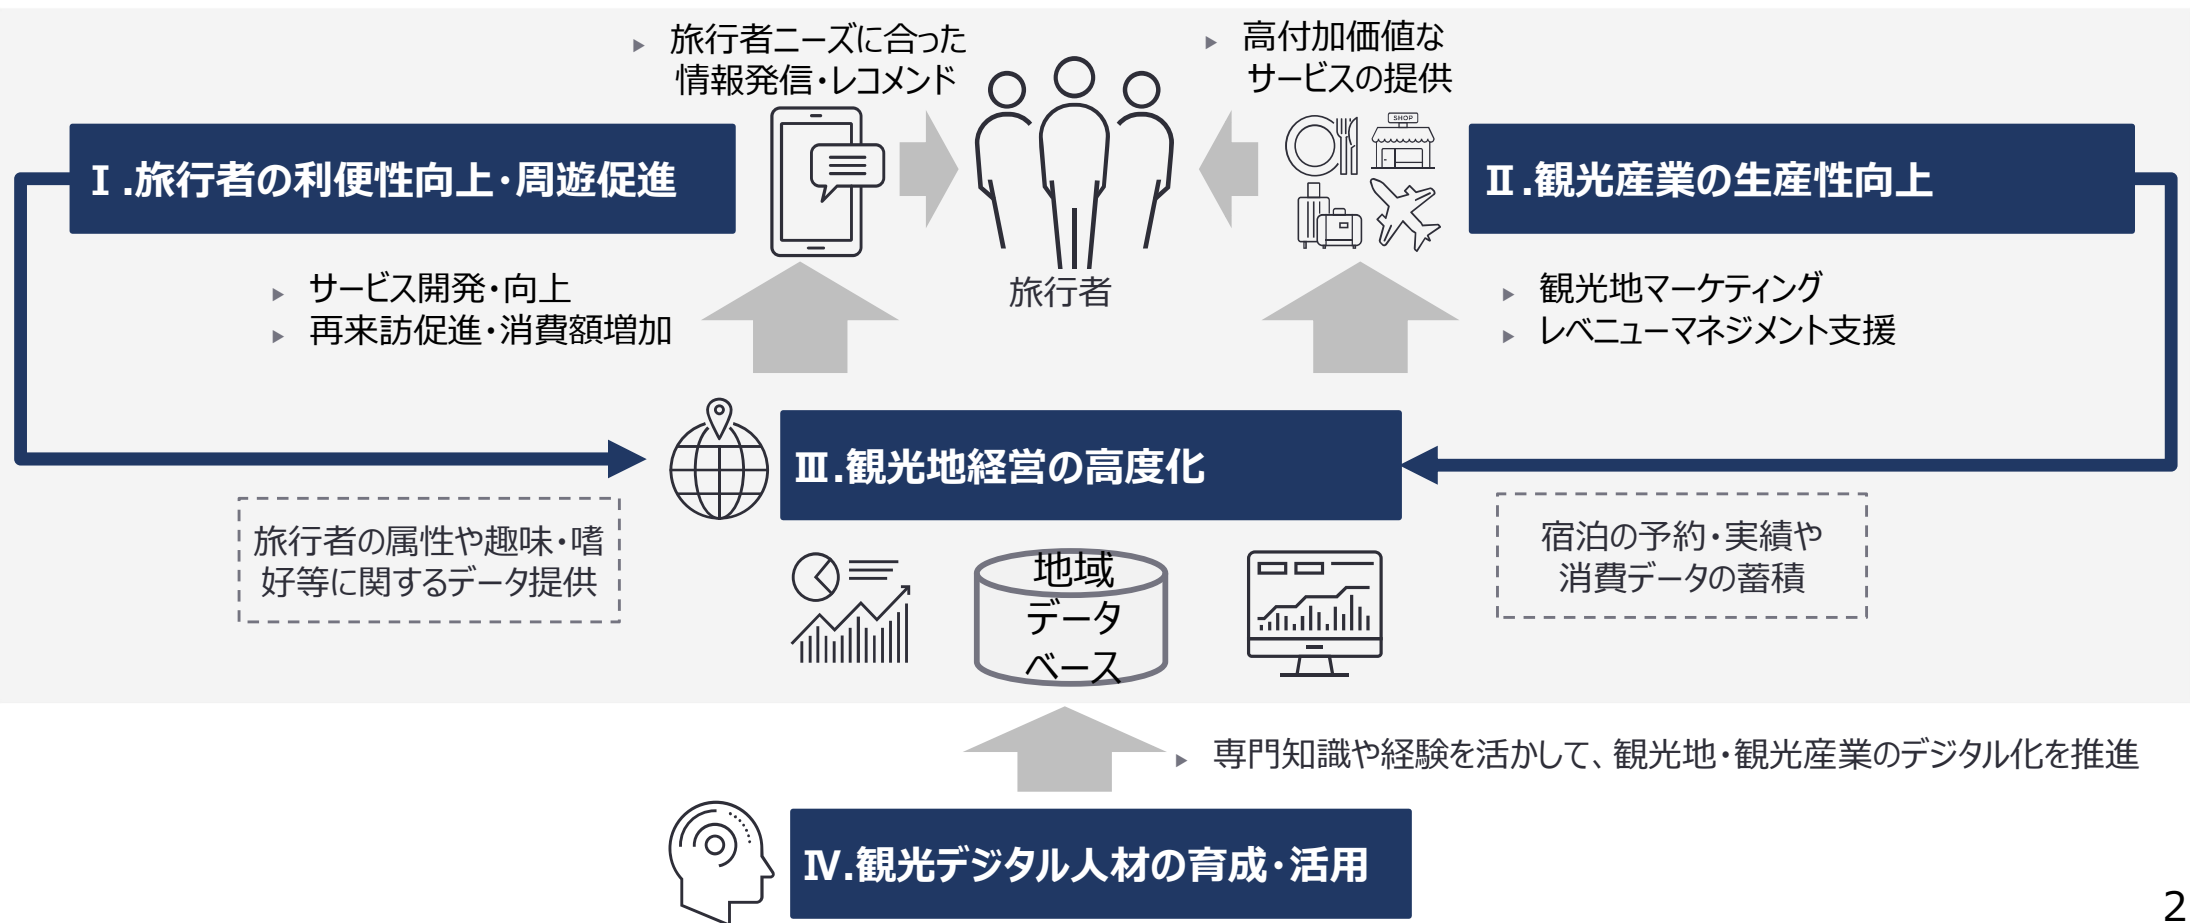 旅行者ニーズに合った
情報発信・レコメンド
高付加価値な
サービスの提供
SHOP
Ⅰ.旅行者の利便性向上・周遊促進
Ⅱ.観光産業の生産性向上
旅行者
サービス開発・向上
再来訪促進・消費額増加
観光地マーケティング
レベニューマネジメント支援
Ⅲ.観光地経営の高度化
旅行者の属性や趣味・嗜
好等に関するデータ提供
宿泊の予約・実績や
消費データの蓄積
地域
データ
ベース
専門知識や経験を活かして、観光地・観光産業のデジタル化を推進
Ⅳ.観光デジタル人材の育成・活用
2